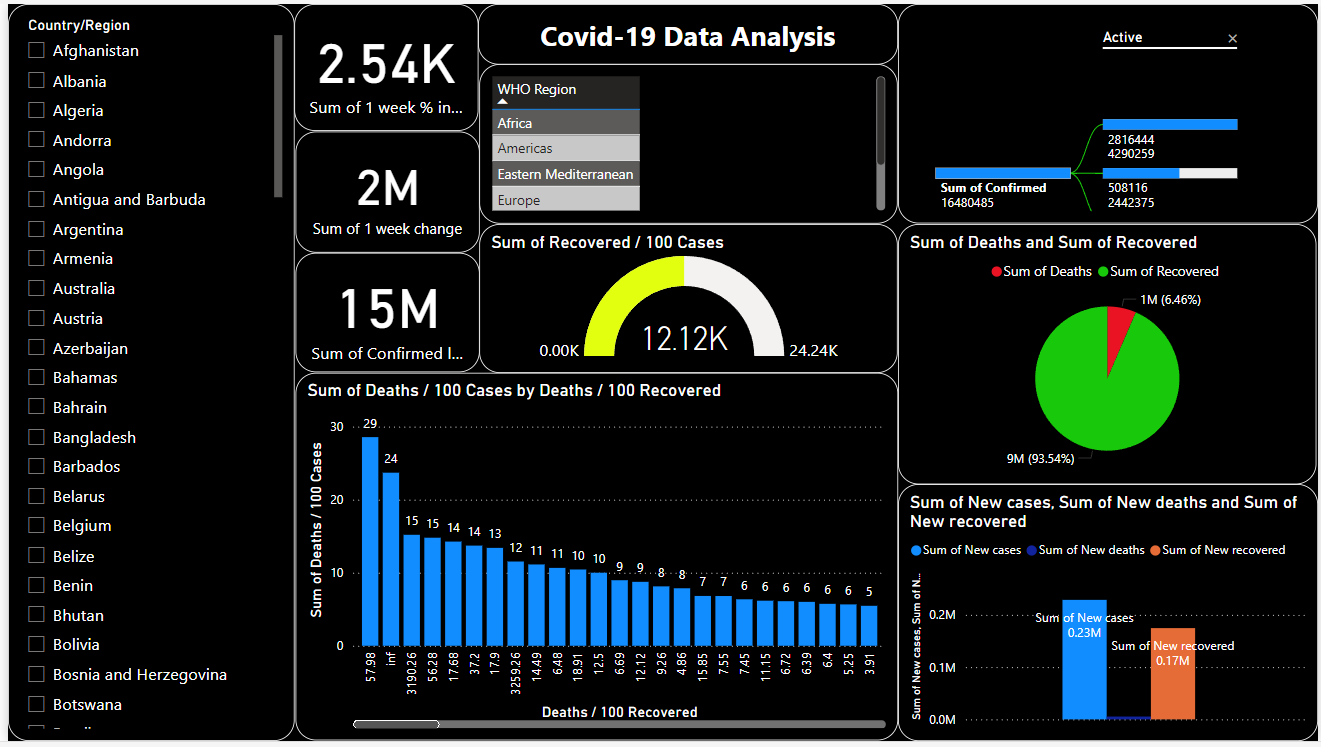 Country/Region
Afghanistan
Albania
Algeria
Andorra
Angola
Antigua and Barbuda
Argentina
Armenia
Australia
Austria
Azerbaijan
Bahamas
Bahrain
Bangladesh
Barbados
Belarus
Belgium
Belize
Benin
Bhutan
Bolivia
Bosnia and Herzegovina
Botswana
2.54K
Sum of 1 week % in...
2M
Sum of 1 week change
15M
Sum of Confirmed l...
Covid-19 Data Analysis
WHO Region
Africa
Americas
Eastern Mediterranean
Europe
Sum of Recovered / 100 Cases
0.00K
12.12K
24.24K
Active
×
Sum of Confirmed
16480485
2816444
4290259
508116
2442375
Sum of Deaths and Sum of Recovered
Sum of Deaths
Sum of Recovered
1M (6.46%)
9M (93.54%)
Sum of Deaths / 100 Cases by Deaths / 100 Recovered
Sum of Deaths / 100 Cases
30
20
10
0
29
24
15
15
14
14
13
12
11
11
10
10
9
9
8
8
7
7
6
6
6
6
6
5
57.98
inf
3190.26
56.28
17.68
37.2
17.9
3259.26
14.49
6.48
18.91
12.5
6.69
12.12
9.26
4.86
15.85
7.55
7.45
11.15
6.72
6.39
6.4
5.25
3.91
Deaths / 100 Recovered
Sum of New cases, Sum of New deaths and Sum of
New recovered
Sum of New cases
Sum of New deaths
Sum of New recovered
Sum of New cases, Sum of N...
0.2M
0.1M
0.0M
Sum of New cases
0.23M
Sum of New recovered
0.17M